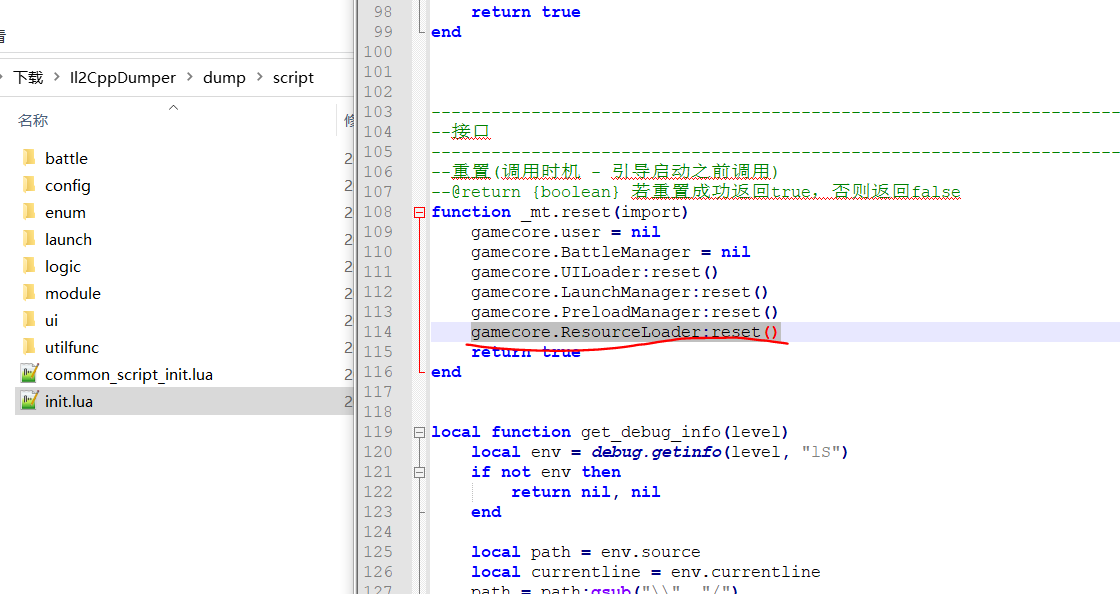 看
下载 > Il2CppDumper > dump > script
名称
修
battle 2
config 2
enum 2
launch 2
logic 2
module 2
ui 2
utilfunc 2
common_script_init.lua 2
init.lua 2
98 return true
99 end
100
101
102
103 ----------------------------------------------------------------------
104 --接口
105 ----------------------------------------------------------------------
106 --重置(调用时机 - 引导启动之前调用)
107 --@return {boolean} 若重置成功返回true，否则返回false
108 function _mt.reset(import)
109 gamecore.user = nil
110 gamecore.BattleManager = nil
111 gamecore.UILoader:reset()
112 gamecore.LaunchManager:reset()
113 gamecore.PreloadManager:reset()
114 gamecore.ResourceLoader:reset()
115 return true
116 end
117
118
119 local function get_debug_info(level)
120 local env = debug.getinfo(level, "lS")
121 if not env then
122 return nil, nil
123 end
124
125 local path = env.source
126 local currentline = env.currentline
127 path = path:gsub("\\", "/")